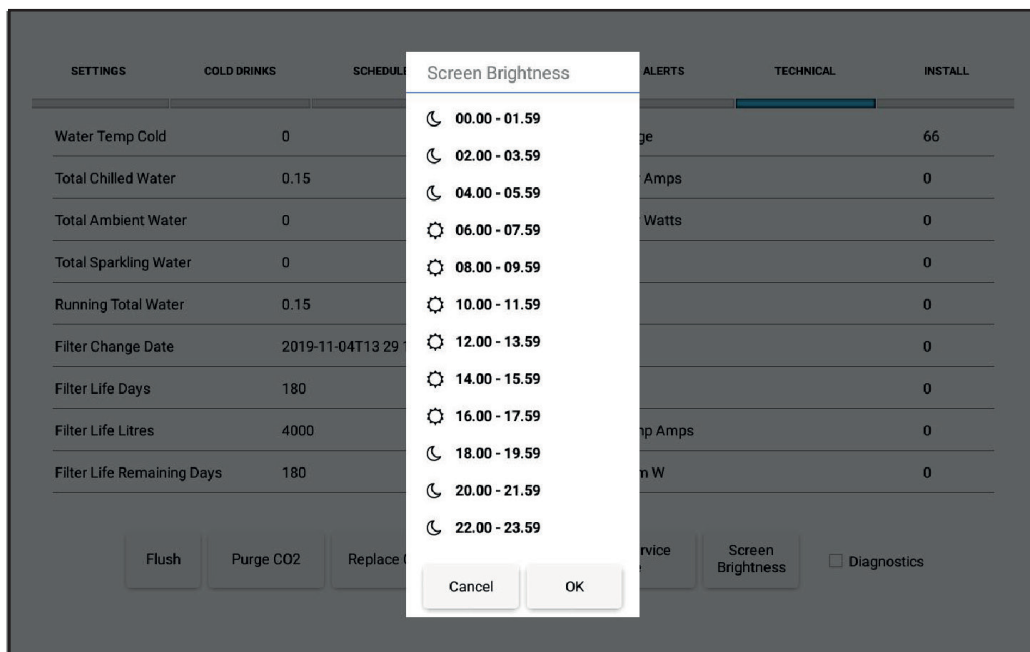 SETTINGS COLD DRINKS SCHEDULE ALERTS TECHNICAL INSTALL
Screen Brightness
00.00 - 01.59
02.00 - 03.59
04.00 - 05.59
06.00 - 07.59
08.00 - 09.59
10.00 - 11.59
12.00 - 13.59
14.00 - 15.59
16.00 - 17.59
18.00 - 19.59
20.00 - 21.59
22.00 - 23.59
Cancel OK
Water Temp Cold 0 66
Total Chilled Water 0.15 Amps 0
Total Ambient Water 0 Watts 0
Total Sparkling Water 0 0
Running Total Water 0.15 0
Filter Change Date 2019-11-04T13 29 0
Filter Life Days 180 0
Filter Life Litres 4000 Amps 0
Filter Life Remaining Days 180 W 0
Flush Purge CO2 Replace Screen Brightness Diagnostics